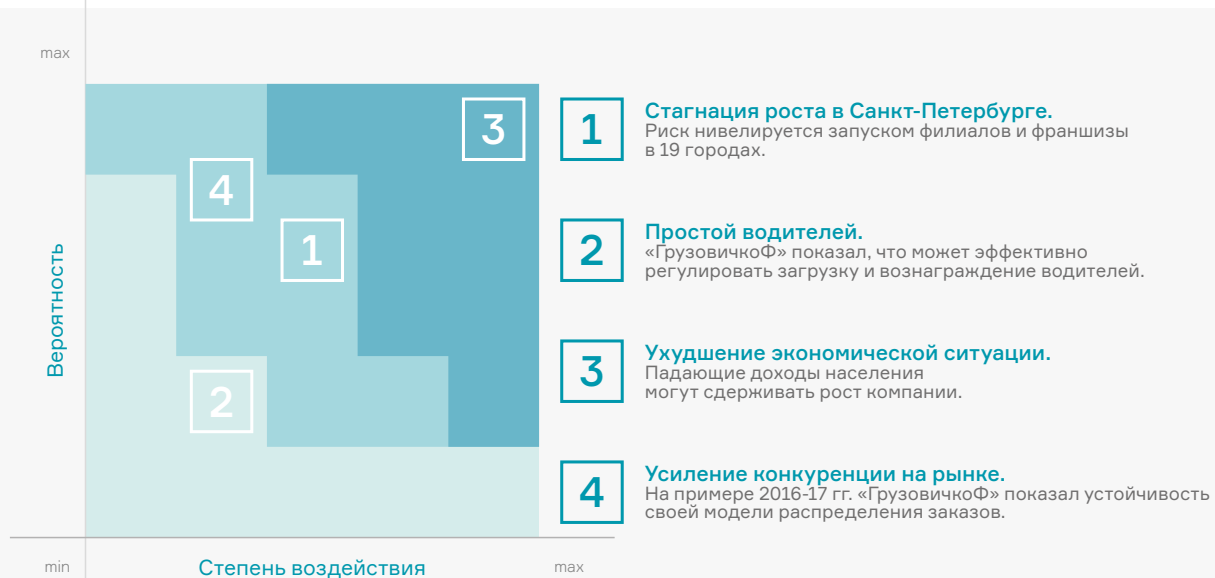 max
3
4
1
2
Вероятность
min
Степень воздействия
max
1
Стагнация роста в Санкт-Петербурге.
Риск нивелируется запуском филиалов и франшизы
в 19 городах.
2
Простой водителей.
«ГрузовичкоФ» показал, что может эффективно
регулировать загрузку и вознаграждение водителей.
3
Ухудшение экономической ситуации.
Падающие доходы населения
могут сдерживать рост компании.
4
Усиление конкуренции на рынке.
На примере 2016-17 гг. «ГрузовичкоФ» показал устойчивость
своей модели распределения заказов.